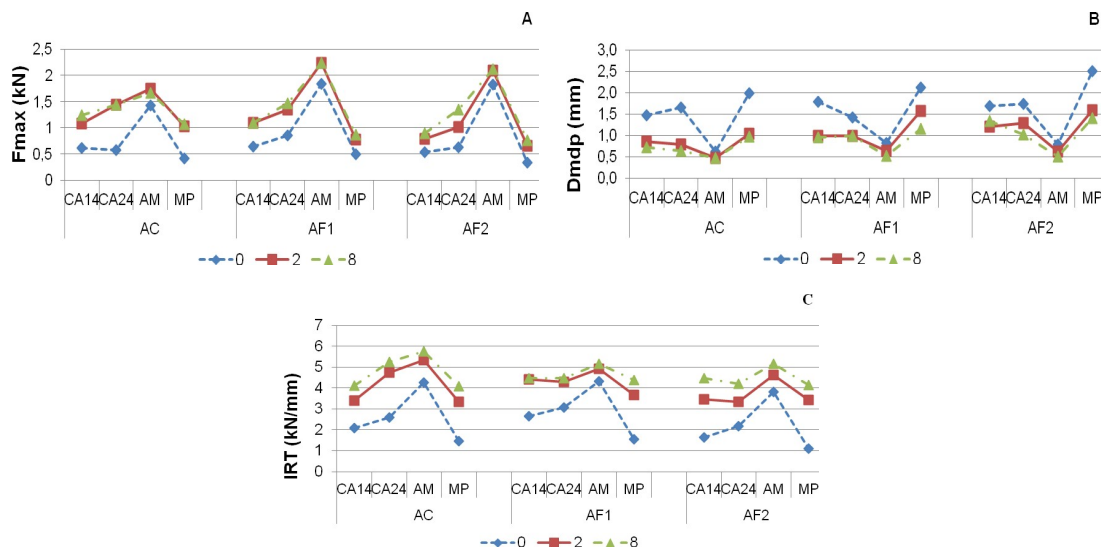 A
Fmax (kN)
2,5
2
1,5
1
0,5
0
CA14 CA24 AM MP CA14 CA24 AM MP CA14 CA24 AM MP
AC AF1 AF2
0 2 8
B
Dmdp (mm)
3,0
2,5
2,0
1,5
1,0
0,5
0,0
CA14 CA24 AM MP CA14 CA24 AM MP CA14 CA24 AM MP
AC AF1 AF2
0 2 8
C
IRT (kN/mm)
7
6
5
4
3
2
1
0
CA14 CA24 AM MP CA14 CA24 AM MP CA14 CA24 AM MP
AC AF1 AF2
0 2 8